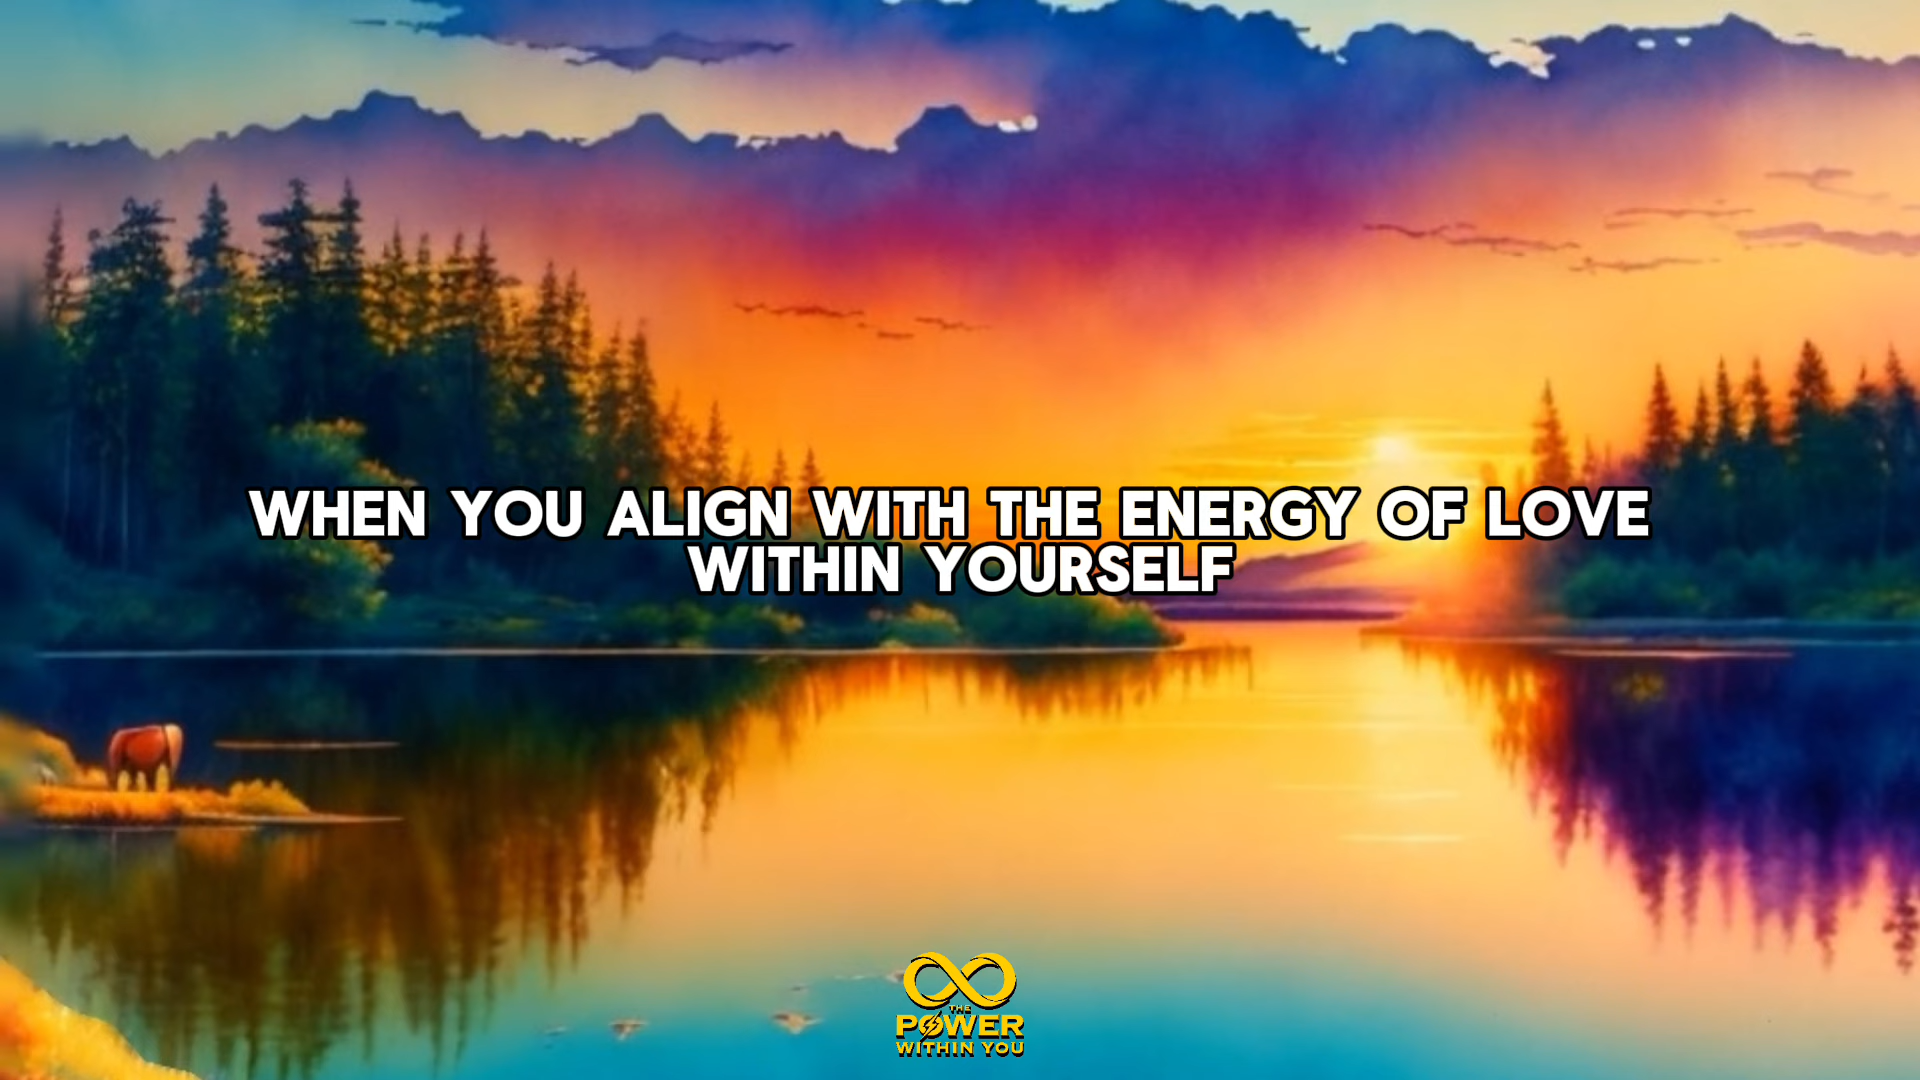 WHEN YOU ALIGN WITH THE ENERGY OF LOVE
WITHIN YOURSELF
THE
POWER
WITHIN YOU